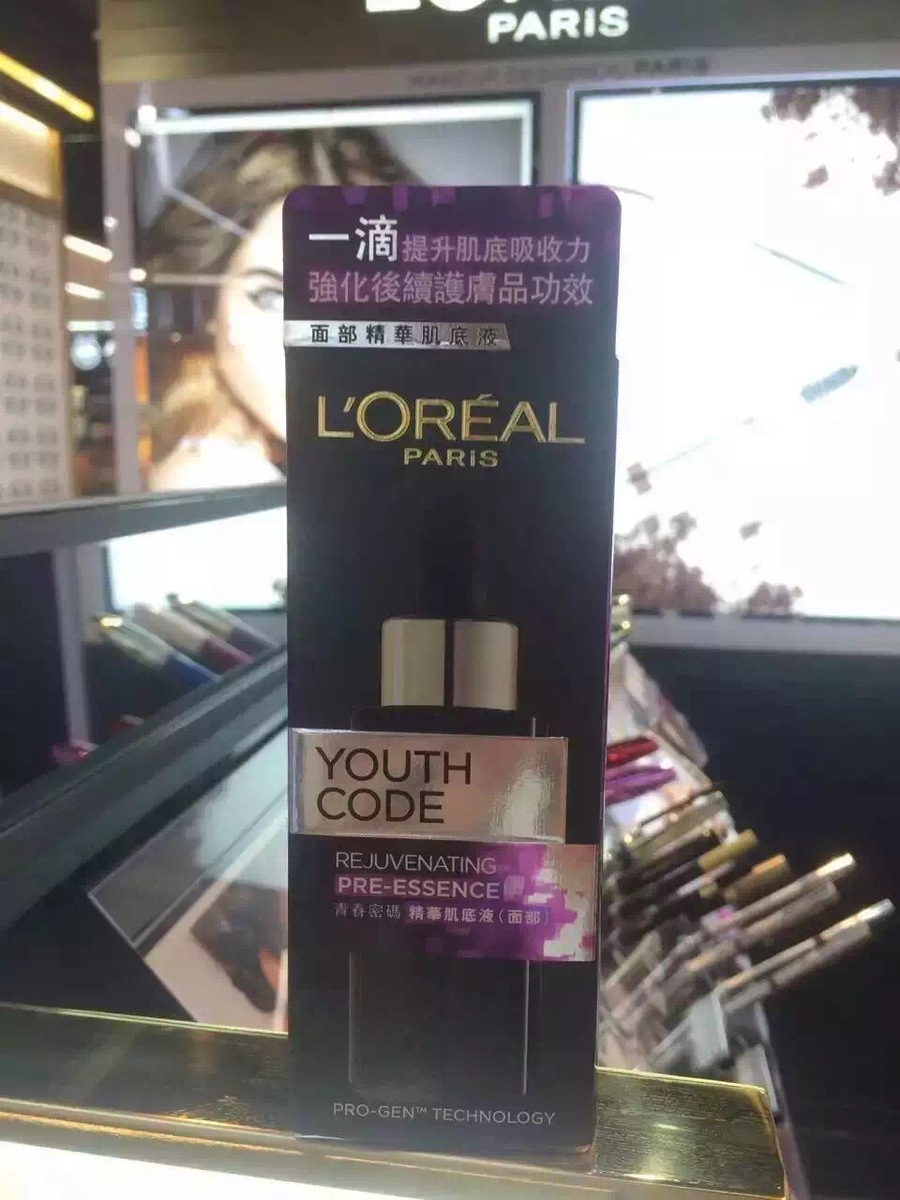 PARIS
一滴提升肌底吸收力
強化後續護膚品功效
面部精華肌底液
L'ORÉAL
PARIS
YOUTH
CODE
REJUVENATING
PRE-ESSENCE
青春密碼 精華肌底液(面部)
PRO-GEN™ TECHNOLOGY